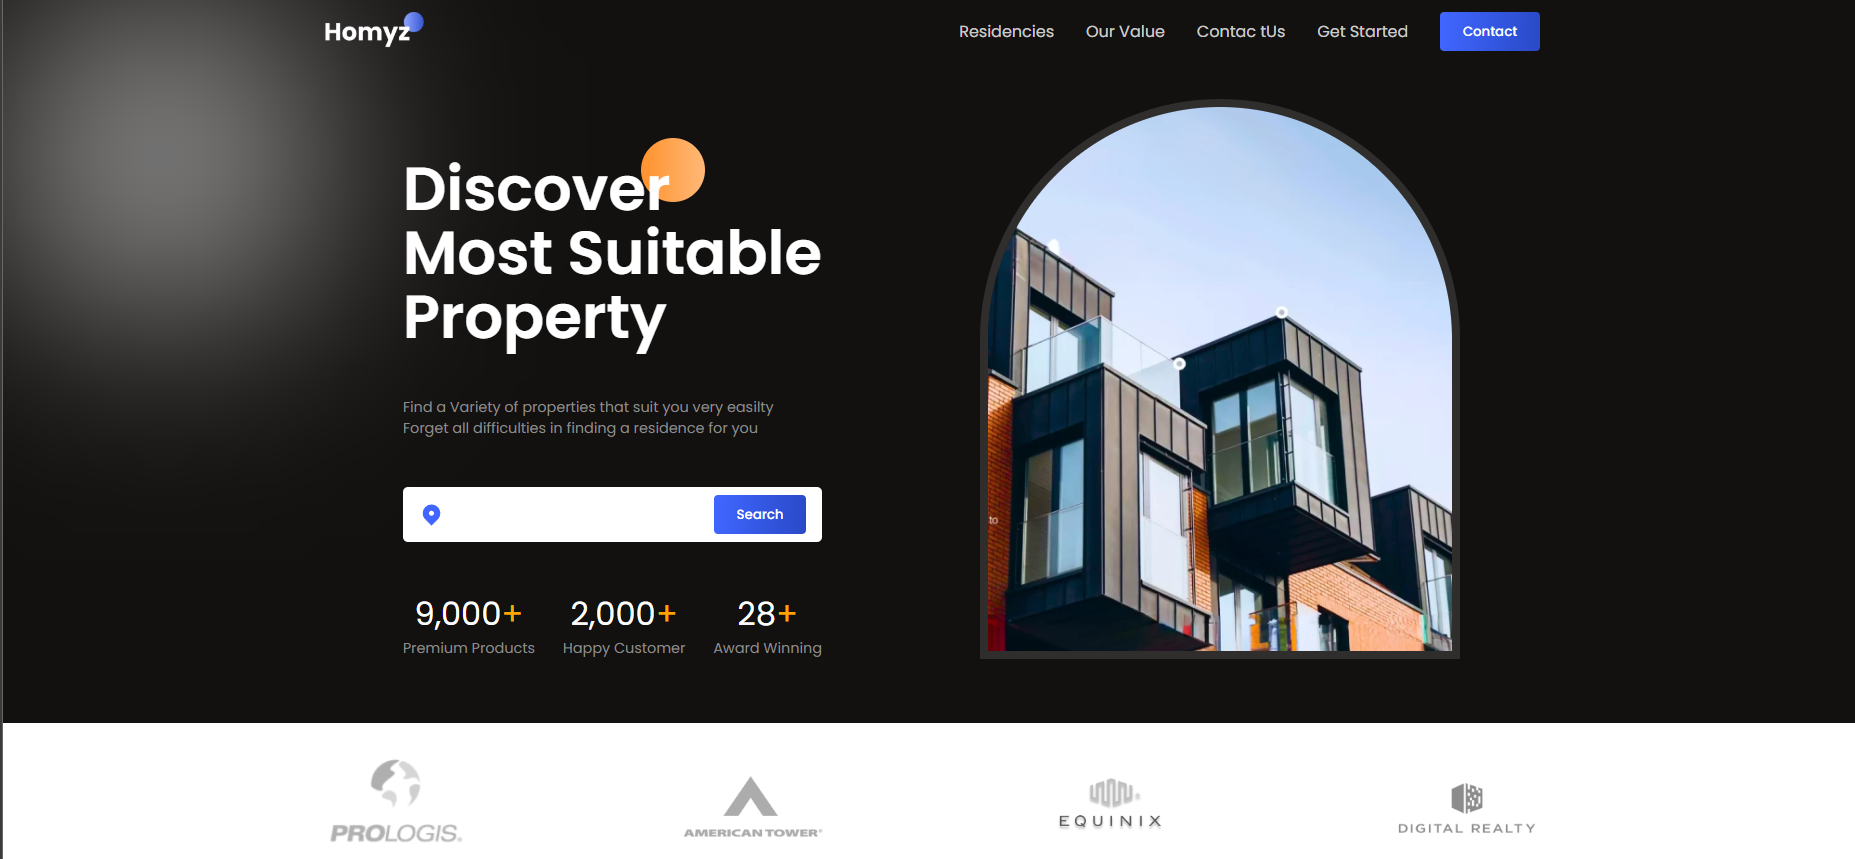 Homyz
Residencies
Our Value
Contac tUs
Get Started
Contact
Discover
Most Suitable
Property
Find a Variety of properties that suit you very easilty
Forget all difficulties in finding a residence for you
Search
9,000+
2,000+
28+
Premium Products
Happy Customer
Award Winning
to
PROLOGIS.
AMERICAN TOWER®
EQUINIX
DIGITAL REALTY